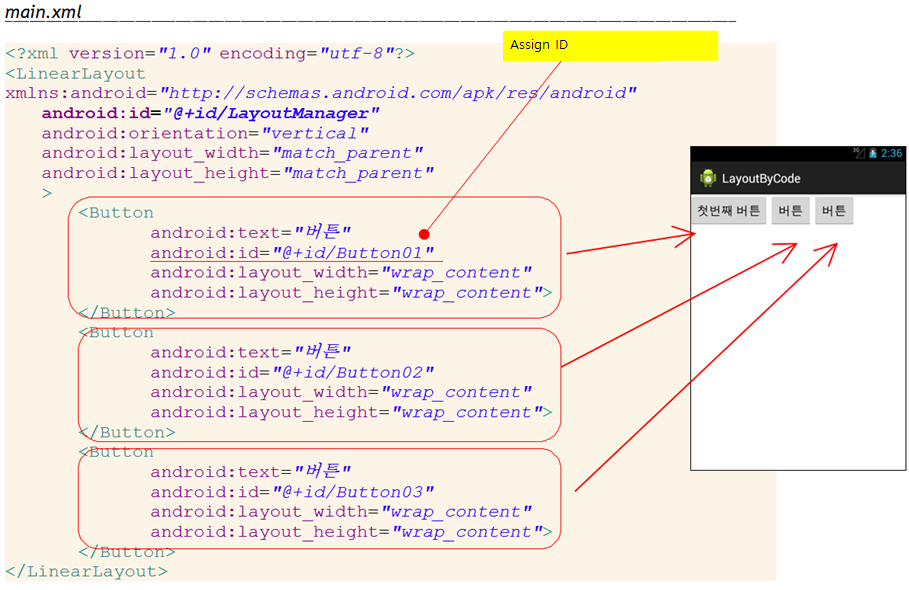 main.xml
Assign ID
<?xml version="1.0" encoding="utf-8"?>
<LinearLayout
xmlns:android="http://schemas.android.com/apk/res/android"
android:id="@+id/LayoutManager"
android:orientation="vertical"
android:layout_width="match_parent"
android:layout_height="match_parent"
>
<Button
android:text="버튼"
android:id="@+id/Button01"
android:layout_width="wrap_content"
android:layout_height="wrap_content">
</Button>
<Button
android:text="버튼"
android:id="@+id/Button02"
android:layout_width="wrap_content"
android:layout_height="wrap_content">
</Button>
<Button
android:text="버튼"
android:id="@+id/Button03"
android:layout_width="wrap_content"
android:layout_height="wrap_content">
</Button>
</LinearLayout>
3G 2:36
LayoutByCode
첫번째 버튼 버튼 버튼